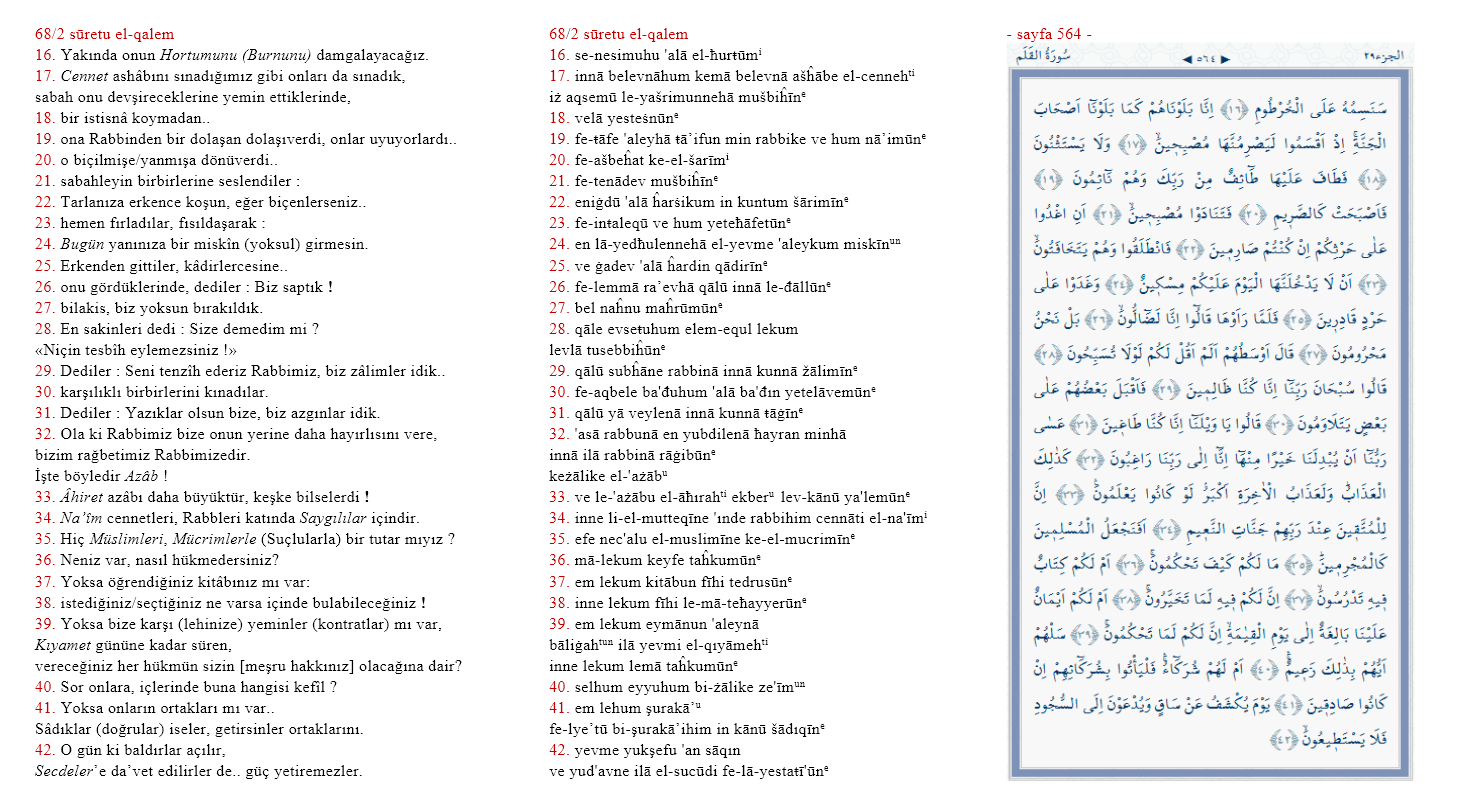 68/2 sūretu el-qalem
16. Yakında onun Hortumunu (Burnunu) damgalayacağız.
17. Cennet ashâbını sınadığımız gibi onları da sınadık,
sabah onu devşireceklerine yemin ettiklerinde,
18. bir istisnâ koymadan..
19. ona Rabbinden bir dolaşan dolaşıverdi, onlar uyuyorlardı..
20. o biçilmişe/yanmışa dönüverdi..
21. sabahleyin birbirlerine seslendiler :
22. Tarlanıza erkence koşun, eğer biçenlerseniz..
23. hemen fırladılar, fısıldaşarak :
24. Bugün yanınıza bir miskîn (yoksul) girmesin.
25. Erkenden gittiler, kâdirlercesine..
26. onu gördüklerinde, dediler : Biz saptık !
27. bilakis, biz yoksun bırakıldık.
28. En sakinleri dedi : Size demedim mi ?
«Niçin tesbîh eylemezsiniz !»
29. Dediler : Seni tenzîh ederiz Rabbimiz, biz zâlimler idik..
30. karşılıklı birbirlerini kınadılar.
31. Dediler : Yazıklar olsun bize, biz azgınlar idik.
32. Ola ki Rabbimiz bize onun yerine daha hayırlısını vere,
bizim rağbetimiz Rabbimizedir.
İşte böyledir Azâb !
33. Âhiret azâbı daha büyüktür, keşke bilselerdi !
34. Na’îm cennetleri, Rabbleri katında Saygılılar içindir.
35. Hiç Müslimleri, Mücrimlerle (Suçlularla) bir tutar mıyız ?
36. Neniz var, nasıl hükmedersiniz?
37. Yoksa öğrendiğiniz kitâbınız mı var:
38. istediğiniz/seçtiğiniz ne varsa içinde bulabileceğiniz !
39. Yoksa bize karşı (lehinize) yeminler (kontratlar) mı var,
Kıyamet gününe kadar süren,
vereceğiniz her hükmün sizin [meşru hakkınız] olacağına dair?
40. Sor onlara, içlerinde buna hangisi kefîl ?
41. Yoksa onların ortakları mı var..
Sâdıklar (doğrular) iseler, getirsinler ortaklarını.
42. O gün ki baldırlar açılır,
Secdeler’e da’vet edilirler de.. güç yetiremezler.
68/2 sūretu el-qalem
16. se-nesimuhu 'alā el-ħurŧūmⁱ
17. innā belevnāhum kemā belevnā ašĥābe el-cennehᵗⁱ
iż aqsemū le-yašrimunnehā mušbiĥīnᵉ
18. velā yesteśnūnᵉ
19. fe-ŧāfe 'aleyhā ŧā’ifun min rabbike ve hum nā’imūnᵉ
20. fe-ašbeĥat ke-el-šarīmⁱ
21. fe-tenādev mušbiĥīnᵉ
22. eniġdū 'alā ĥarśikum in kuntum šārimīnᵉ
23. fe-inŧaleqū ve hum yeteħāfetūnᵉ
24. en lā-yedħulennehā el-yevme 'aleykum miskīnᵘⁿ
25. ve ġadev 'alā ĥardin qādirīnᵉ
26. fe-lemmā ra’evhā qālū innā le-đāllūnᵉ
27. bel naĥnu maĥrūmūnᵉ
28. qāle evseŧuhum elem-equl lekum
levlā tusebbiĥūnᵉ
29. qālū subĥāne rabbinā innā kunnā žālimīnᵉ
30. fe-aqbele ba'đuhum 'alā ba'đın yetelāvemūnᵉ
31. qālū yā veylenā innā kunnā ŧāġīnᵉ
32. 'asā rabbunā en yubdilenā ħayran minhā
innā ilā rabbinā rāġibūnᵉ
keżālike el-'ażābᵘ
33. ve le-'ażābu el-āħırahᵗⁱ ekberᵘ lev-kānū ya'lemūnᵉ
34. inne li-el-mutteqīne 'ınde rabbihim cennāti el-na'īmⁱ
35. efe nec'alu el-muslimīne ke-el-mucrimīnᵉ
36. mā-lekum keyfe taĥkumūnᵉ
37. em lekum kitābun fīhi tedrusūnᵉ
38. inne lekum fīhi le-mā-teħayyerūnᵉ
39. em lekum eymānun 'aleynā
bāliġahᵗᵘⁿ ilā yevmi el-qıyāmehᵗⁱ
inne lekum lemā taĥkumūnᵉ
40. selhum eyyuhum bi-żālike ze'īmᵘⁿ
41. em lehum şurakā’ᵘ
fe-lye’tū bi-şurakā’ihim in kānū šādıqīnᵉ
42. yevme yukşefu 'an sāqın
ve yud'avne ilā el-sucūdi fe-lā-yestaŧī'ūnᵉ
- sayfa 564 -
سُورَةُ الْقَلَمِ ◀ ٥٦٤ ▶ الجزء٢٩
سَنَسِمُهُ عَلَى الْخُرْطُومِ ﴿١٦﴾ اِنَّا بَلَوْنَاهُمْ كَمَا بَلَوْنَٓا اَصْحَابَ
الْجَنَّةِۚ اِذْ اَقْسَمُوا لَيَصْرِمُنَّهَا مُصْبِحٖينَۙ ﴿١٧﴾ وَلَا يَسْتَثْنُونَ
﴿١٨﴾ فَطَافَ عَلَيْهَا طَٓائِفٌ مِنْ رَبِّكَ وَهُمْ نَٓائِمُونَ ﴿١٩﴾
فَاَصْبَحَتْ كَالصَّرٖيمِۙ ﴿٢٠﴾ فَتَنَادَوْا مُصْبِحٖينَۙ ﴿٢١﴾ اَنِ اغْدُوا
عَلٰى حَرْثِكُمْ اِنْ كُنْتُمْ صَارِمٖينَ ﴿٢٢﴾ فَانْطَلَقُوا وَهُمْ يَتَخَافَتُونَۙ
﴿٢٣﴾ اَنْ لَا يَدْخُلَنَّهَا الْيَوْمَ عَلَيْكُمْ مِسْكٖينٌۙ ﴿٢٤﴾ وَغَدَوْا عَلٰى
حَرْدٍ قَادِرٖينَ ﴿٢٥﴾ فَلَمَّا رَاَوْهَا قَالُٓوا اِنَّا لَضَٓالُّونَۙ ﴿٢٦﴾ بَلْ نَحْنُ
مَحْرُومُونَ ﴿٢٧﴾ قَالَ اَوْسَطُهُمْ اَلَمْ اَقُلْ لَكُمْ لَوْلَا تُسَبِّحُونَ ﴿٢٨﴾
قَالُوا سُبْحَانَ رَبِّنَٓا اِنَّا كُنَّا ظَالِمٖينَ ﴿٢٩﴾ فَاَقْبَلَ بَعْضُهُمْ عَلٰى
بَعْضٍ يَتَلَاوَمُونَ ﴿٣٠﴾ قَالُوا يَا وَيْلَنَٓا اِنَّا كُنَّا طَاغٖينَ ﴿٣١﴾ عَسٰى
رَبُّنَٓا اَنْ يُبْدِلَنَا خَيْرًا مِنْهَٓا اِنَّٓا اِلٰى رَبِّنَا رَاغِبُونَ ﴿٣٢﴾ كَذٰلِكَ
الْعَذَابُؕ وَلَعَذَابُ الْاٰخِرَةِ اَكْبَرُۘ لَوْ كَانُوا يَعْلَمُونَࣖ ﴿٣٣﴾ اِنَّ
لِلْمُتَّقٖينَ عِنْدَ رَبِّهِمْ جَنَّاتِ النَّعٖيمِ ﴿٣٤﴾ اَفَنَجْعَلُ الْمُسْلِمٖينَ
كَالْمُجْرِمٖينَؕ ﴿٣٥﴾ مَا لَكُمْ كَيْفَ تَحْكُمُونَۚ ﴿٣٦﴾ اَمْ لَكُمْ كِتَابٌ
فٖيهِ تَدْرُسُونَۙ ﴿٣٧﴾ اِنَّ لَكُمْ فٖيهِ لَمَا تَخَيَّرُونَۚ ﴿٣٨﴾ اَمْ لَكُمْ اَيْمَانٌ
عَلَيْنَا بَالِغَةٌ اِلٰى يَوْمِ الْقِيٰمَةِۙ اِنَّ لَكُمْ لَمَا تَحْكُمُونَۚ ﴿٣٩﴾ سَلْهُمْ
اَيُّهُمْ بِذٰلِكَ زَعٖيمٌۚۛ ﴿٤٠﴾ اَمْ لَهُمْ شُرَكَٓاءُۚۛ فَلْيَأْتُوا بِشُرَكَٓائِهِمْ اِنْ
كَانُوا صَادِقٖينَ ﴿٤١﴾ يَوْمَ يُكْشَفُ عَنْ سَاقٍ وَيُدْعَوْنَ اِلَى السُّجُودِ
فَلَا يَسْتَطٖيعُونَۙ ﴿٤٢﴾